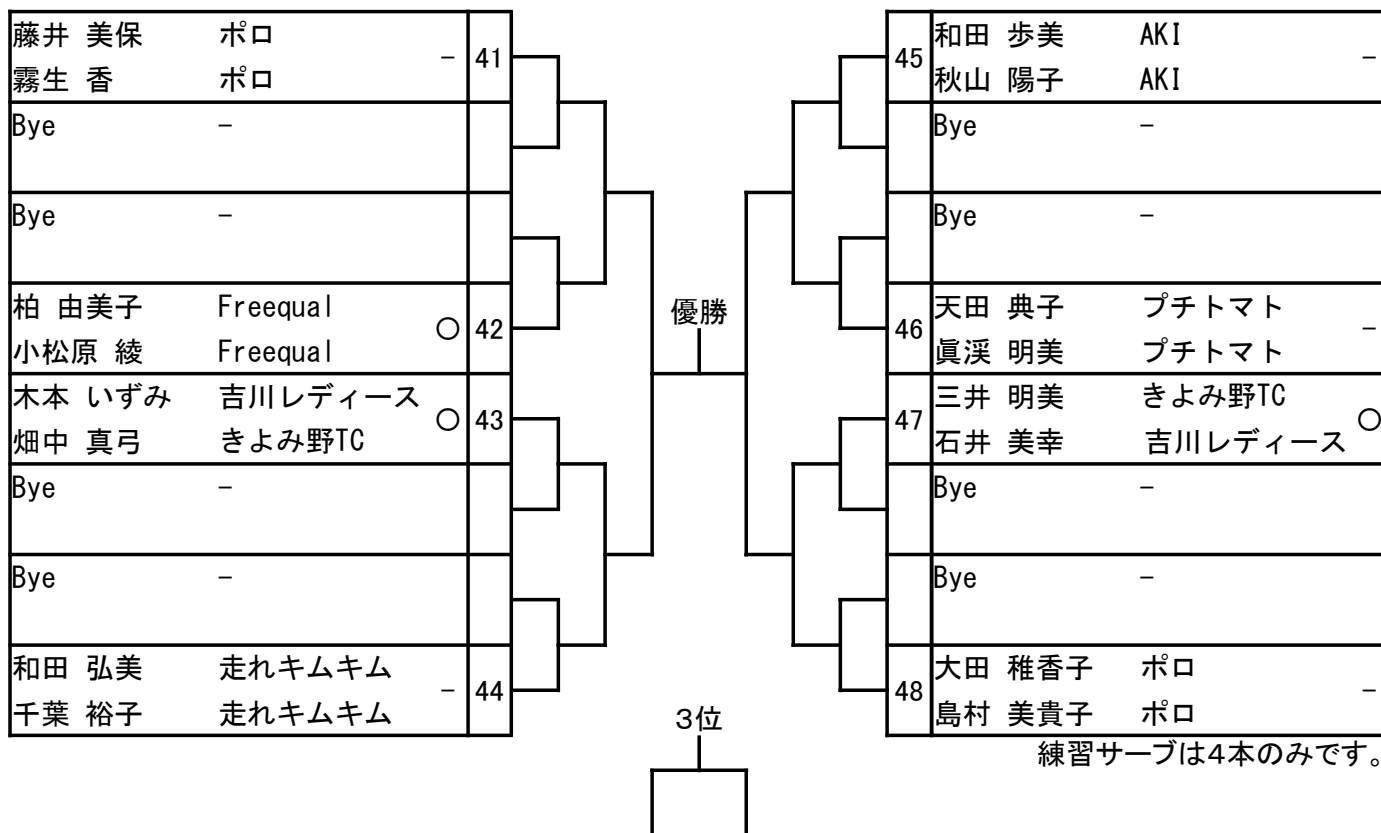 藤井 美保 ポロ
- 41
霧生 香 ポロ
Bye -
Bye -
柏 由美子 Freequal
○ 42
小松原 綾 Freequal
木本 いずみ 吉川レディース
○ 43
畑中 真弓 きよみ野TC
Bye -
Bye -
和田 弘美 走れキムキム
- 44
千葉 裕子 走れキムキム
優勝
3位
45
和田 歩美 AKI
-
秋山 陽子 AKI
Bye -
Bye -
46
天田 典子 プチトマト
-
眞渓 明美 プチトマト
47
三井 明美 きよみ野TC
○
石井 美幸 吉川レディース
Bye -
Bye -
48
大田 稚香子 ポロ
-
島村 美貴子 ポロ
練習サーブは4本のみです。